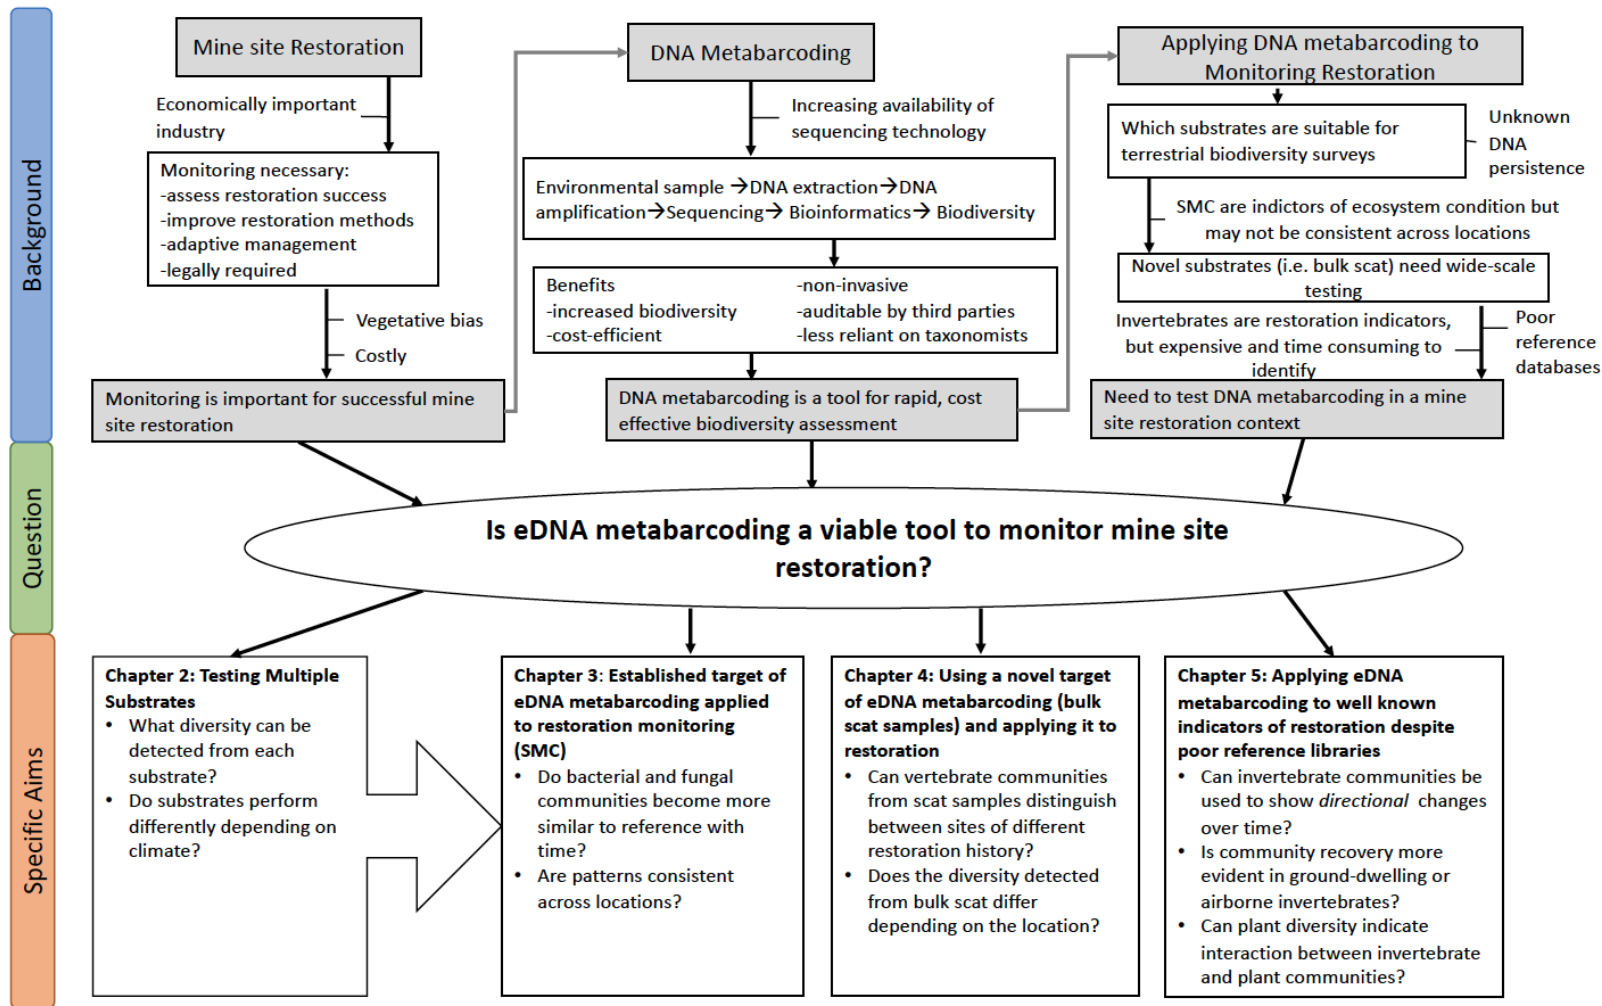 Background
Mine site Restoration
Economically important
industry
Monitoring necessary:
-assess restoration success
-improve restoration methods
-adaptive management
-legally required
Vegetative bias
Costly
Monitoring is important for successful mine
site restoration
DNA Metabarcoding
Increasing availability of
sequencing technology
Environmental sample →DNA extraction→DNA
amplification→Sequencing→ Bioinformatics→ Biodiversity
Benefits
-increased biodiversity
-cost-efficient
-non-invasive
-auditable by third parties
-less reliant on taxonomists
DNA metabarcoding is a tool for rapid, cost
effective biodiversity assessment
Applying DNA metabarcoding to
Monitoring Restoration
Which substrates are suitable for
terrestrial biodiversity surveys
Unknown
DNA
persistence
SMC are indictors of ecosystem condition but
may not be consistent across locations
Novel substrates (i.e. bulk scat) need wide-scale
testing
Invertebrates are restoration indicators,
but expensive and time consuming to
identify
Poor
reference
databases
Need to test DNA metabarcoding in a mine
site restoration context
Question
Is eDNA metabarcoding a viable tool to monitor mine site
restoration?
Specific Aims
Chapter 2: Testing Multiple
Substrates
• What diversity can be
detected from each
substrate?
• Do substrates perform
differently depending on
climate?
Chapter 3: Established target of
eDNA metabarcoding applied
to restoration monitoring
(SMC)
• Do bacterial and fungal
communities become more
similar to reference with
time?
• Are patterns consistent
across locations?
Chapter 4: Using a novel target
of eDNA metabarcoding (bulk
scat samples) and applying it to
restoration
• Can vertebrate communities
from scat samples distinguish
between sites of different
restoration history?
• Does the diversity detected
from bulk scat differ
depending on the location?
Chapter 5: Applying eDNA
metabarcoding to well known
indicators of restoration despite
poor reference libraries
• Can invertebrate communities be
used to show directional changes
over time?
• Is community recovery more
evident in ground-dwelling or
airborne invertebrates?
• Can plant diversity indicate
interaction between invertebrate
and plant communities?